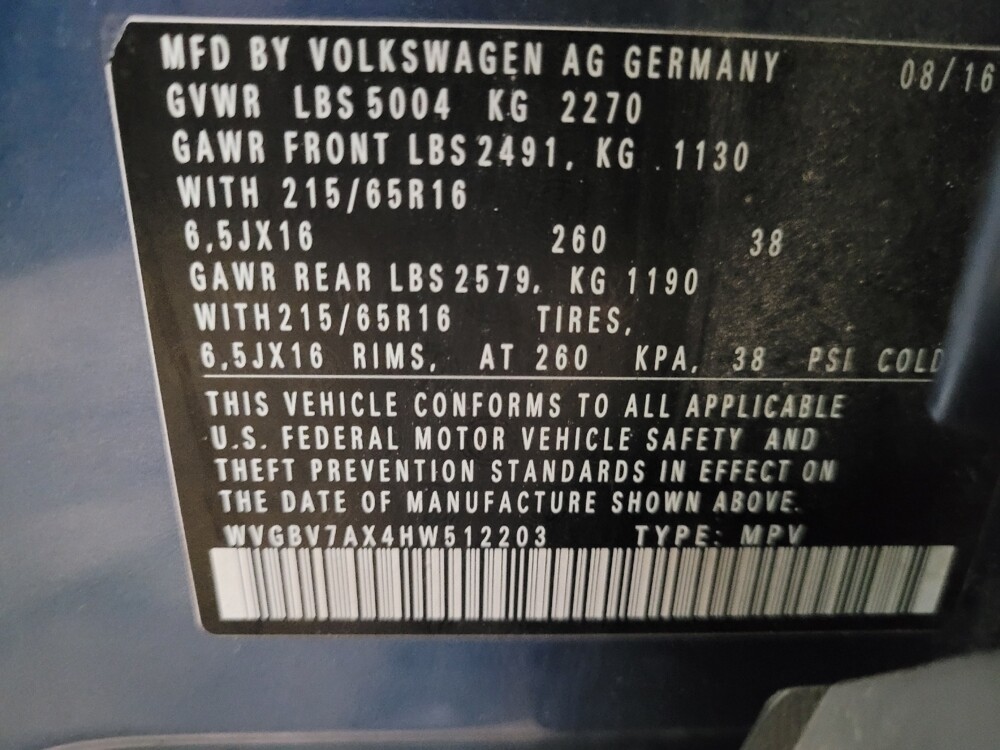 MFD BY VOLKSWAGEN AG GERMANY 08/16
GVWR LBS 5004 KG 2270
GAWR FRONT LBS 2491, KG 1130
WITH 215/65R16
6,5JX16 260 38
GAWR REAR LBS 2579, KG 1190
WITH 215/65R16 TIRES,
6,5JX16 RIMS, AT 260 KPA, 38 PSI COLD
THIS VEHICLE CONFORMS TO ALL APPLICABLE
U.S. FEDERAL MOTOR VEHICLE SAFETY AND
THEFT PREVENTION STANDARDS IN EFFECT ON
THE DATE OF MANUFACTURE SHOWN ABOVE.
WVGBV7AX4HW512203 TYPE: MPV